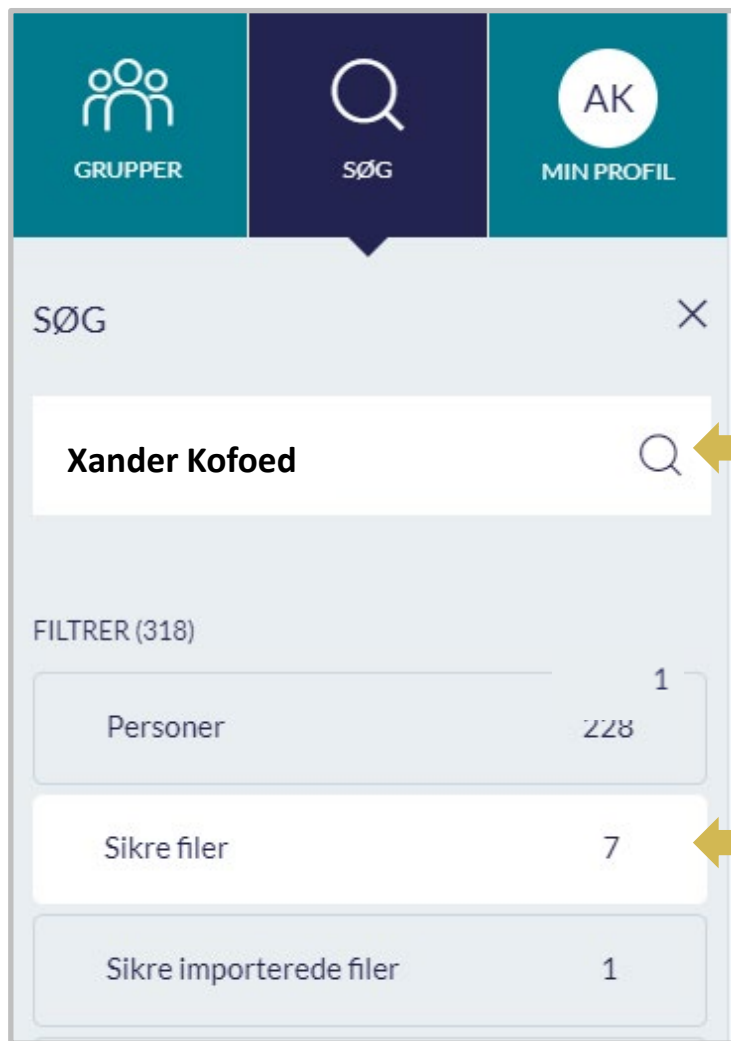 GRUPPER SØG AK MIN PROFIL
SØG
Xander Kofoed
FILTRER (318)
1
Personer 228
Sikre filer 7
Sikre importerede filer 1